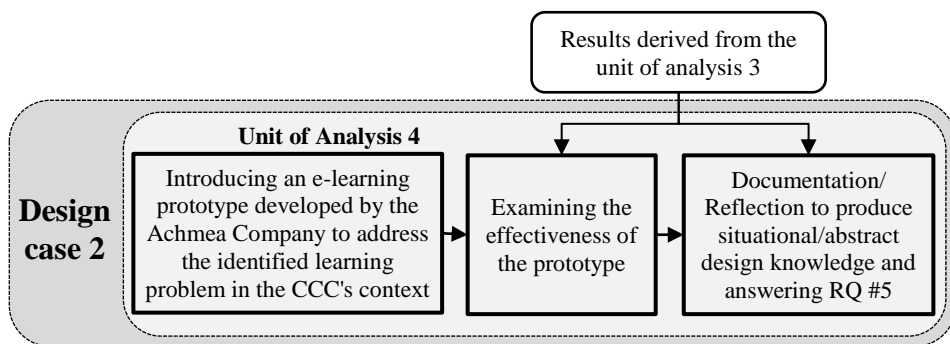 Results derived from the
unit of analysis 3
Unit of Analysis 4
Design
case 2
Introducing an e-learning
prototype developed by the
Achmea Company to address
the identified learning
problem in the CCC's context
Examining the
effectiveness of
the prototype
Documentation/
Reflection to produce
situational/abstract
design knowledge and
answering RQ #5